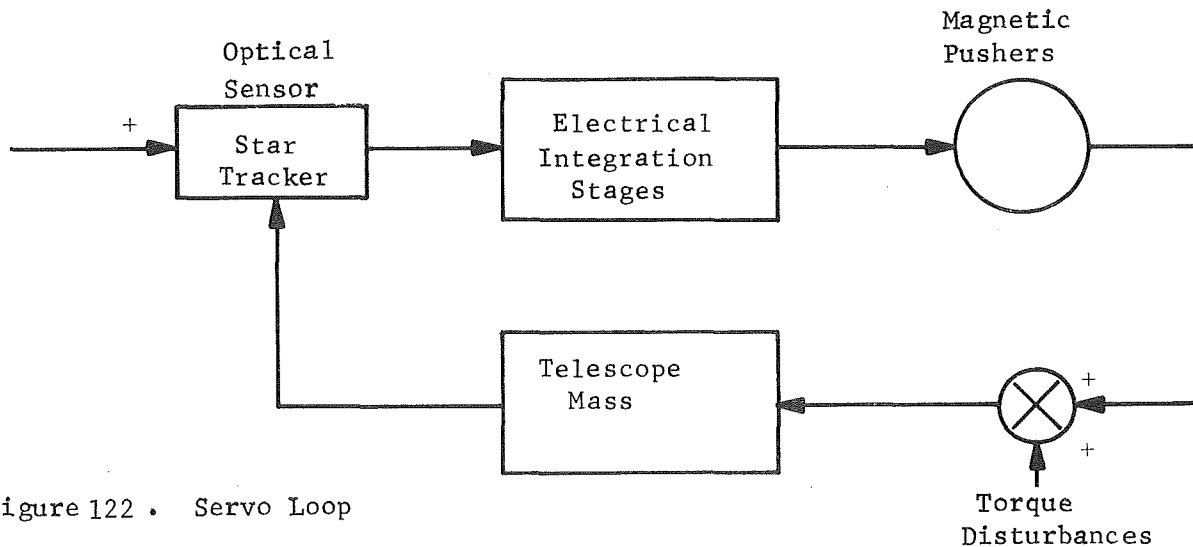 Optical
Sensor
Magnetic
Pushers
+
Star
Tracker
Electrical
Integration
Stages
Telescope
Mass
+
+
igure 122 . Servo Loop
Torque
Disturbances